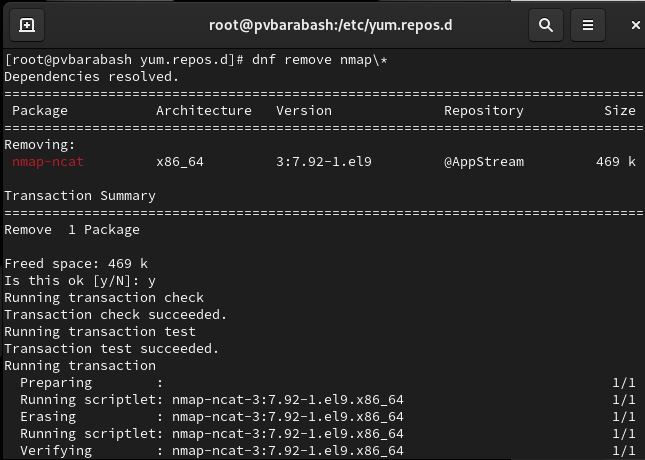 root@pvbarabash:/etc/yum.repos.d
[root@pvbarabash yum.repos.d]# dnf remove nmap\*
Dependencies resolved.
================================================================================
Package Architecture Version Repository Size
================================================================================
Removing:
nmap-ncat x86_64 3:7.92-1.el9 @AppStream 469 k
Transaction Summary
================================================================================
Remove  1 Package
Freed space: 469 k
Is this ok [y/N]: y
Running transaction check
Transaction check succeeded.
Running transaction test
Transaction test succeeded.
Running transaction
Preparing : 1/1
Running scriptlet: nmap-ncat-3:7.92-1.el9.x86_64 1/1
Erasing : nmap-ncat-3:7.92-1.el9.x86_64 1/1
Running scriptlet: nmap-ncat-3:7.92-1.el9.x86_64 1/1
Verifying : nmap-ncat-3:7.92-1.el9.x86_64 1/1